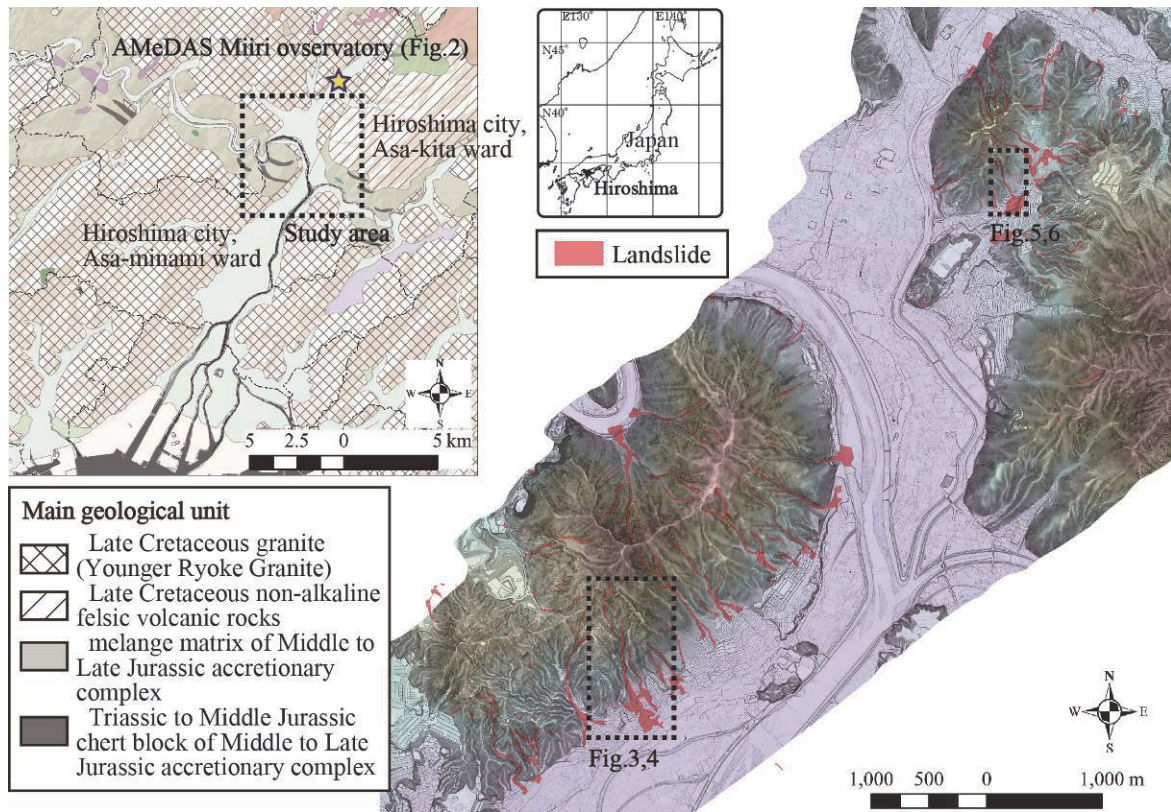 AMeDAS Miiri ovservatory (Fig.2)
Hiroshima city,
Asa-kita ward
Study area
Hiroshima city,
Asa-minami ward
N
W E
S
5 2.5 0 5 km
E130° E140°
N45°
N40°
Japan
Hiroshima
Landslide
Main geological unit
Late Cretaceous granite
(Younger Ryoke Granite)
Late Cretaceous non-alkaline
felsic volcanic rocks
melange matrix of Middle to
Late Jurassic accretionary
complex
Triassic to Middle Jurassic
chert block of Middle to Late
Jurassic accretionary complex
Fig.5,6
Fig.3,4
N
W E
S
1,000 500 0 1,000 m